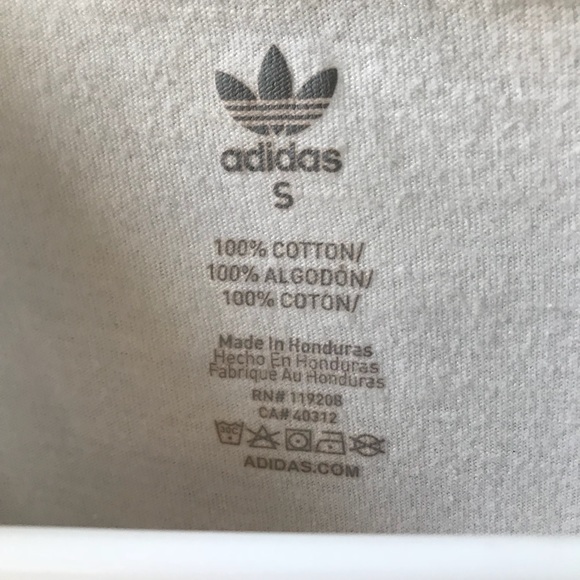 adidas
S
100% COTTON/
100% ALGODÓN/
100% COTON/
Made In Honduras
Hecho En Honduras
Fabrique Au Honduras
RN# 119208
CA# 40312
ADIDAS.COM